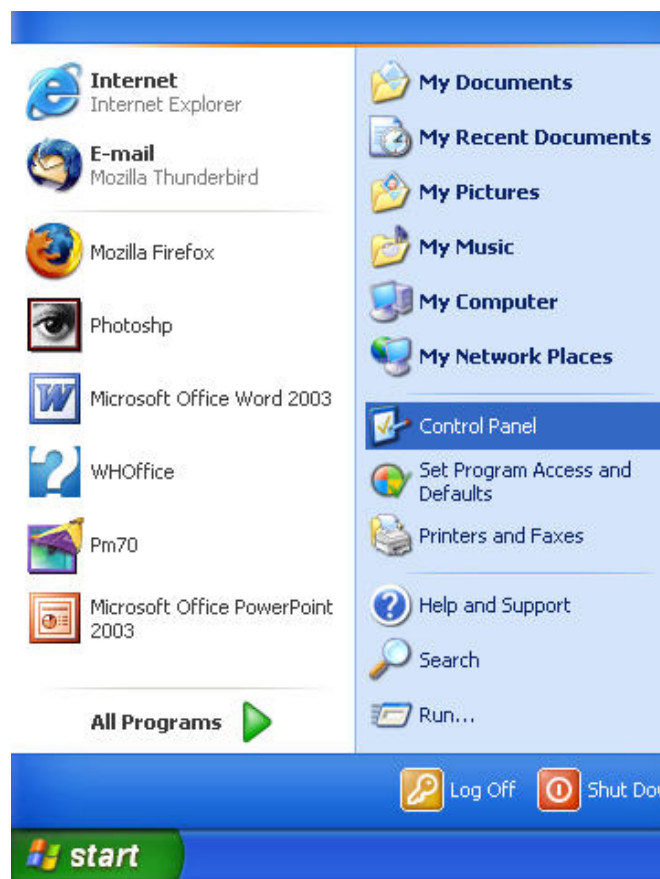 Internet
Internet Explorer
E-mail
Mozilla Thunderbird
Mozilla Firefox
Photoshp
Microsoft Office Word 2003
WHOffice
Pm70
Microsoft Office PowerPoint
2003
All Programs
My Documents
My Recent Documents
My Pictures
My Music
My Computer
My Network Places
Control Panel
Set Program Access and
Defaults
Printers and Faxes
Help and Support
Search
Run...
Log Off
Shut Do
start